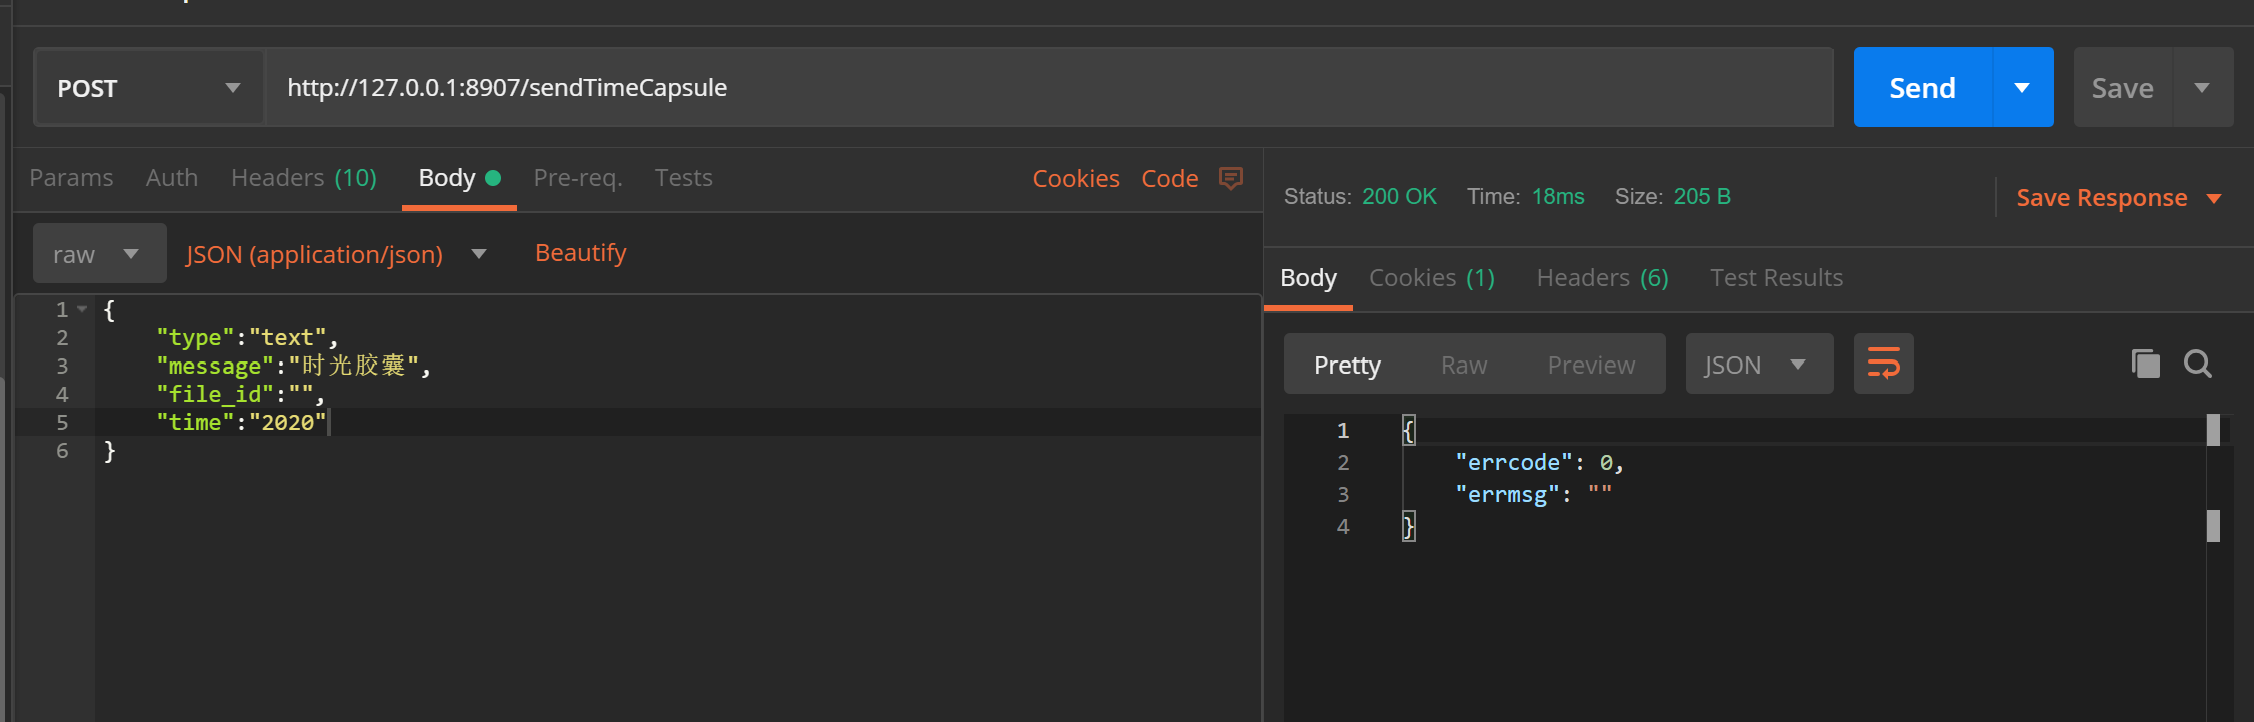 POST http://127.0.0.1:8907/sendTimeCapsule Send Save
Params Auth Headers (10) Body Pre-req. Tests Cookies Code
raw JSON (application/json) Beautify
1 {
2 "type":"text",
3 "message":"时光胶囊",
4 "file_id":"",
5 "time":"2020"
6 }
Status: 200 OK Time: 18ms Size: 205 B Save Response
Body Cookies (1) Headers (6) Test Results
Pretty Raw Preview JSON
1 {
2 "errcode": 0,
3 "errmsg": ""
4 }